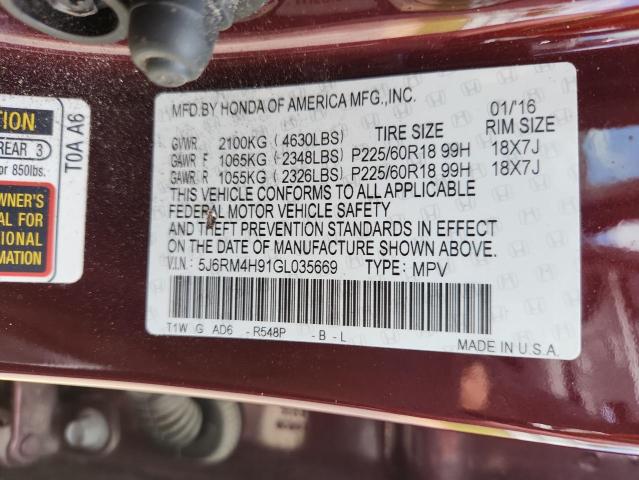 TION
REAR 3
or 850lbs.
OWNER'S
AL FOR
TIONAL
MATION
T0A A6
MFD.BY HONDA OF AMERICA MFG.,INC. 01/'16
GVWR. 2100KG (4630LBS) TIRE SIZE RIM SIZE
GAWR F 1065KG (2348LBS) P225/60R18 99H 18X7J
GAWR R 1055KG (2326LBS) P225/60R18 99H 18X7J
THIS VEHICLE CONFORMS TO ALL APPLICABLE
FEDERAL MOTOR VEHICLE SAFETY
AND THEFT PREVENTION STANDARDS IN EFFECT
ON THE DATE OF MANUFACTURE SHOWN ABOVE.
V.I.N: 5J6RM4H91GL035669 TYPE: MPV
T1W G AD6 - R548P - B - L
MADE IN U.S.A.